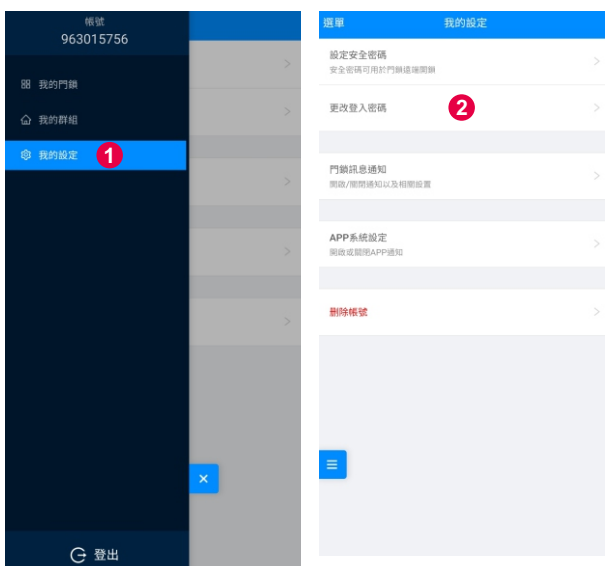 帳號
963015756
我的門鎖
我的群組
我的設定 1
登出
選單 我的設定
設定安全密碼
安全密碼可用於門鎖遠端開鎖
更改登入密碼 2
門鎖訊息通知
開啟/關閉通知以及相關設置
APP系統設定
開啟或關閉APP通知
刪除帳號